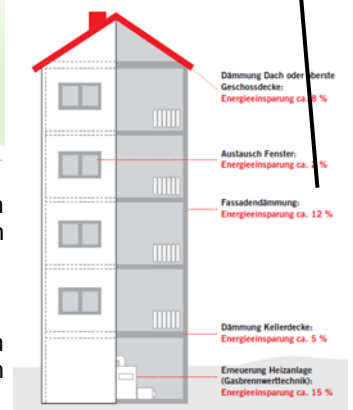 Dämmung Dach oder oberste
Geschossdecke:
Energieeinsparung ca. 8 %
Austausch Fenster:
Energieeinsparung ca. %
Fassadendämmung:
Energieeinsparung ca. 12 %
Dämmung Kellerdecke:
Energieeinsparung ca. 5 %
Erneuerung Heizanlage
(Gasbrennwerttechnik):
Energieeinsparung ca. 15 %